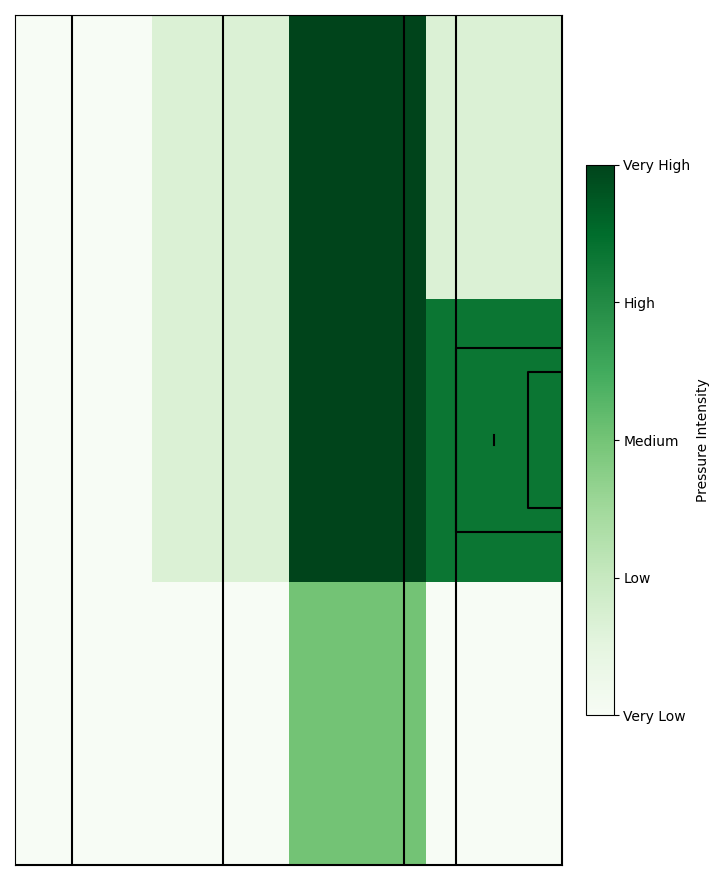 Very High
High
Medium
Low
Very Low
Pressure Intensity